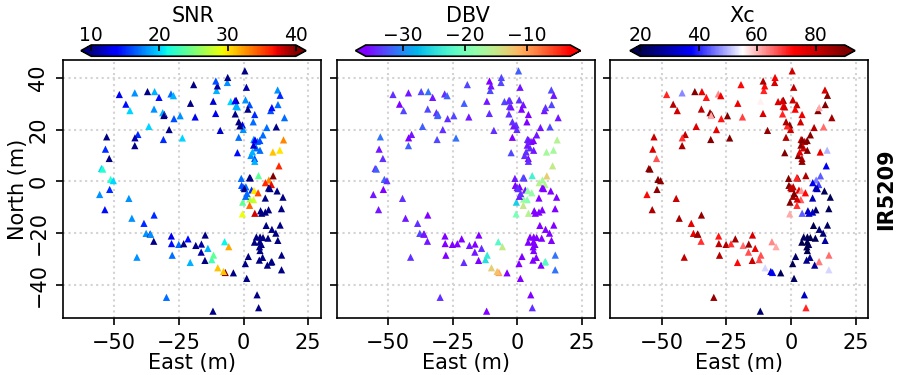 SNR DBV Xc
10 20 30 40 −30 −20 −10 20 40 60 80
40
20
0
−20
−40
North (m)
IR5209
−50 −25 0 25 −50 −25 0 25 −50 −25 0 25
East (m) East (m) East (m)